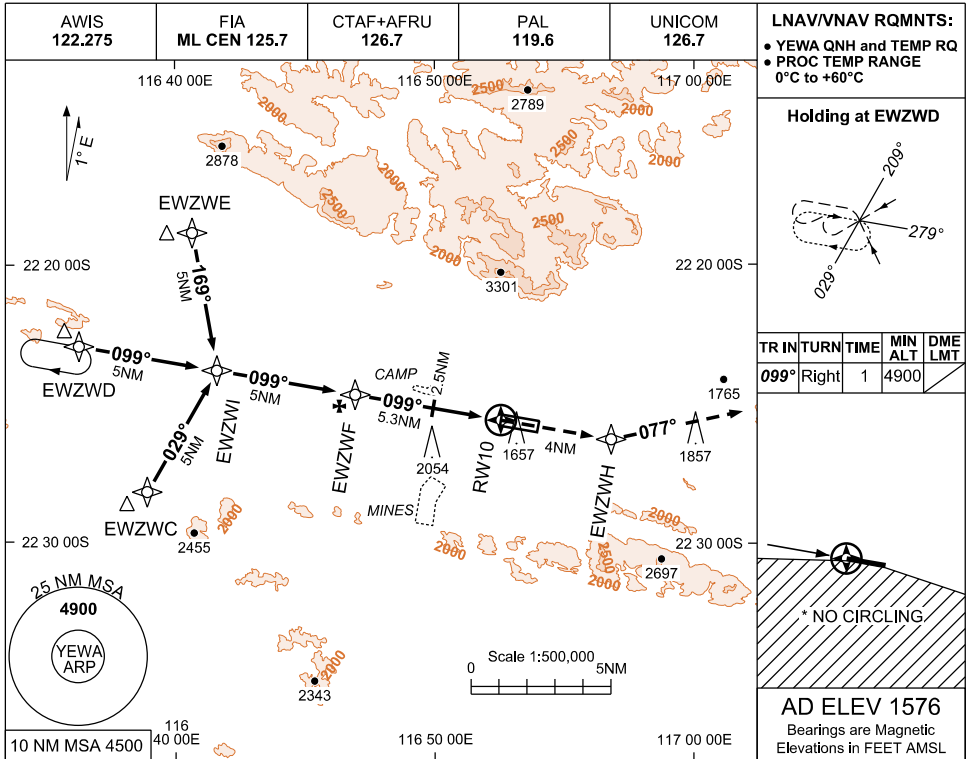 AWIS
122.275
FIA
ML CEN 125.7
CTAF+AFRU
126.7
PAL
119.6
UNICOM
126.7
LNAV/VNAV RQMNTS:
• YEWA QNH and TEMP RQ
• PROC TEMP RANGE
0°C to +60°C
116 40 00E
116 50 00E
117 00 00E
1° E
2000
2500
2789
2000
2500
2000
2878
2000
2500
2500
2000
3301
22 20 00S
22 20 00S
EWZWE
169°
5NM
EWZWD
099°
5NM
EWZWI
099°
5NM
029°
5NM
EWZWC
EWZWF
CAMP
2.5NM
099°
5.3NM
2054
MINES
RW10
1657
4NM
EWZWH
077°
1765
1857
22 30 00S
22 30 00S
2455
2000
2000
2000
2500
2000
2697
2000
2343
25 NM MSA
4900
YEWA
ARP
10 NM MSA 4500
Scale 1:500,000
0
5NM
116
40 00E
116 50 00E
117 00 00E
Holding at EWZWD
209°
279°
029°
TR IN
TURN
TIME
MIN
ALT
DME
LMT
099°
Right
1
4900
* NO CIRCLING
AD ELEV 1576
Bearings are Magnetic
Elevations in FEET AMSL